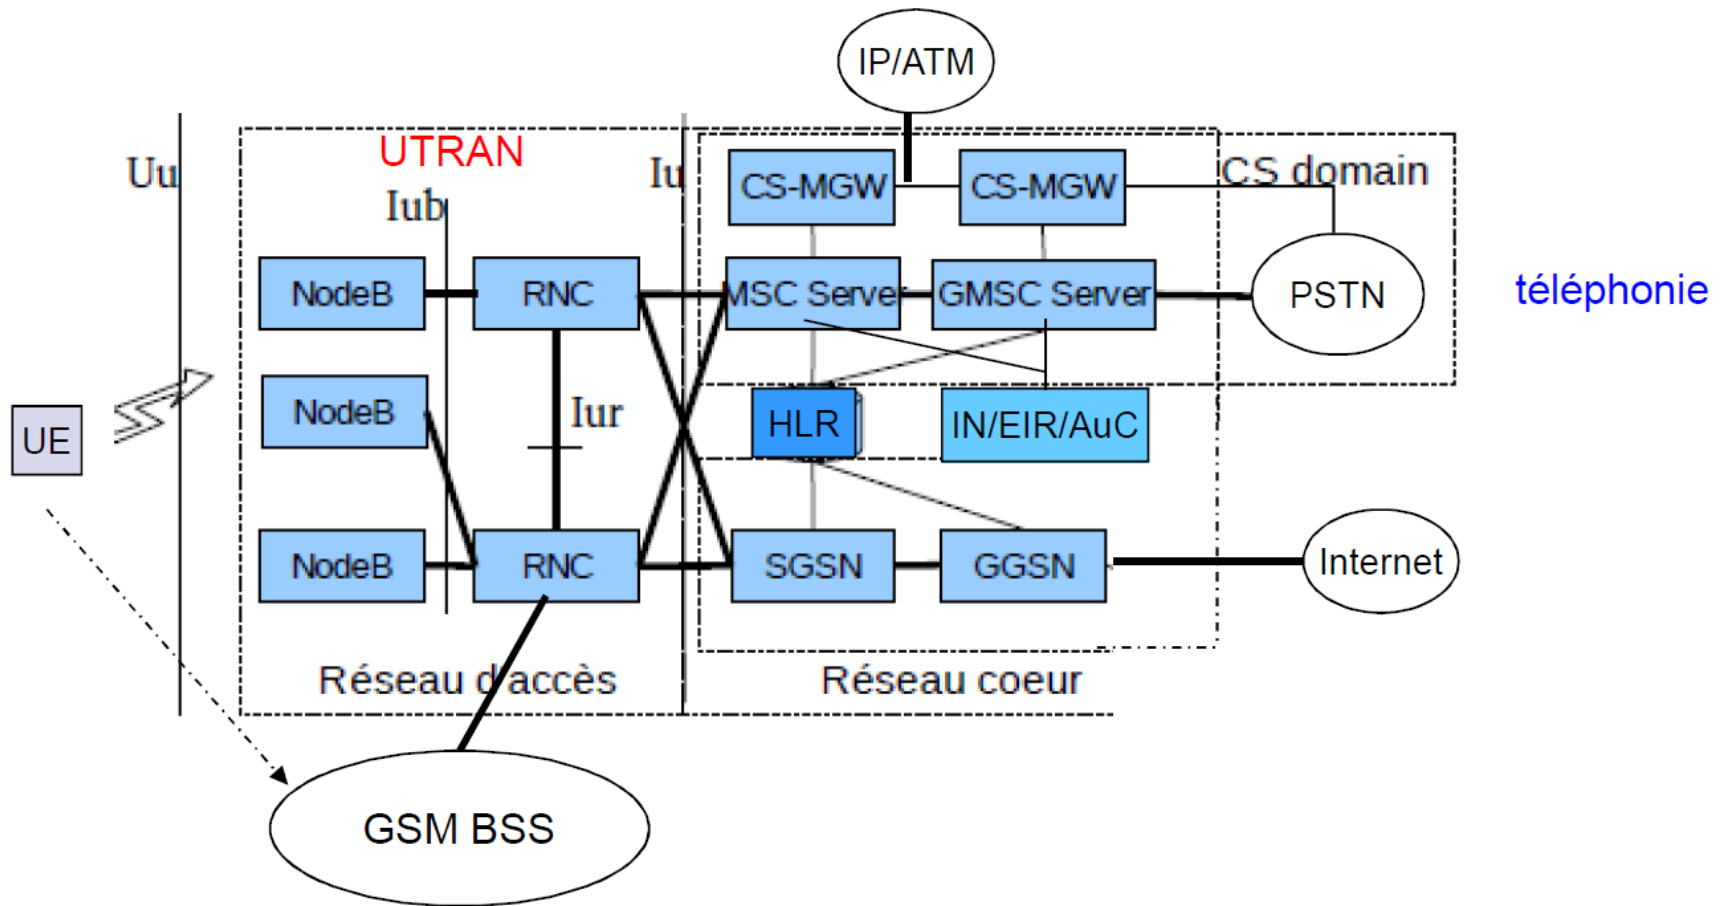 IP/ATM
UTRAN
Uu
Iu
CS-MGW
CS-MGW
CS domain
Iub
NodeB
RNC
MSC Server
GMSC Server
PSTN
téléphonie
NodeB
Iur
HLR
IN/EIR/AuC
UE
NodeB
RNC
SGSN
GGSN
Internet
Réseau d'accès
Réseau coeur
GSM BSS